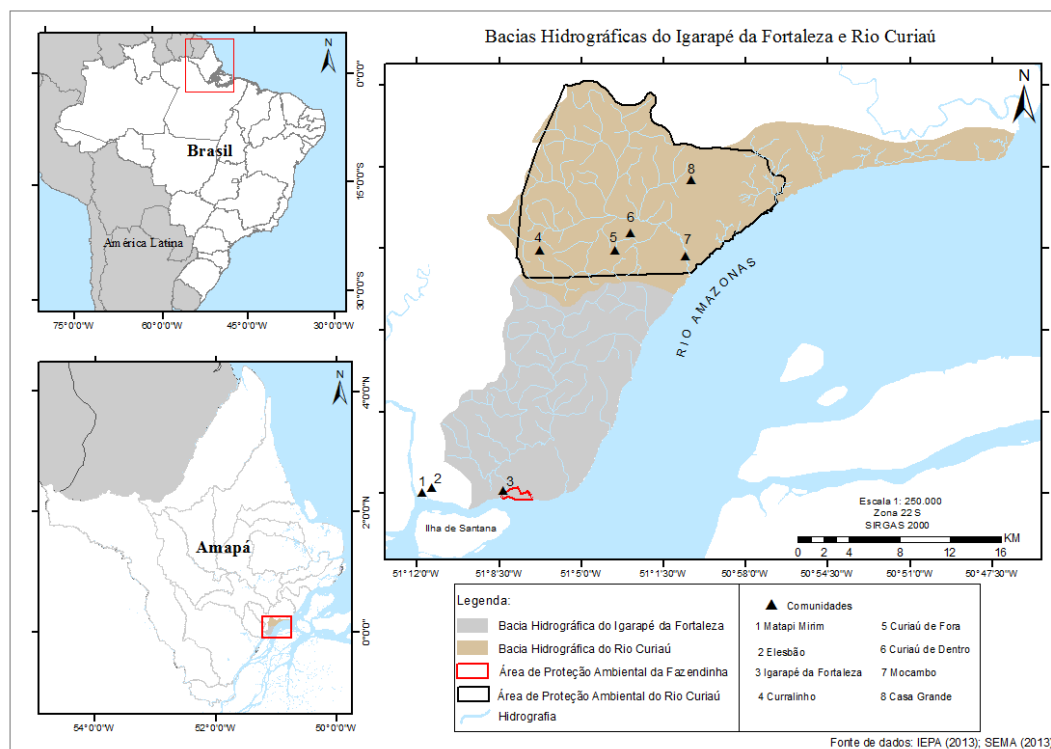 Bacias Hidrográficas do Igarapé da Fortaleza e Rio Curiaú
N
Brasil
América Latina
0°0'0"
15°0'0"S
30°0'0"S
75°0'0"W
60°0'0"W
45°0'0"W
30°0'0"W
N
Amapá
4°0'0"N
2°0'0"N
0°0'0"
54°0'0"W
52°0'0"W
50°0'0"W
N
8
6
4
5
7
RIO AMAZONAS
1
2
3
Ilha de Santana
Escala 1: 250.000
Zona 22 S
SIRGAS 2000
KM
0 2 4 8 12 16
51°12'0"W
51°8'30"W
51°5'0"W
51°1'30"W
50°58'0"W
50°54'30"W
50°51'0"W
50°47'30"W
Legenda:
Bacia Hidrográfica do Igarapé da Fortaleza
Bacia Hidrográfica do Rio Curiaú
Área de Proteção Ambiental da Fazendinha
Área de Proteção Ambiental do Rio Curiaú
Hidrografia
Comunidades
1 Matapi Mirim
2 Elesbão
3 Igarapé da Fortaleza
4 Curralinho
5 Curiaú de Fora
6 Curiaú de Dentro
7 Mocambo
8 Casa Grande
Fonte de dados: IEPA (2013); SEMA (2013)